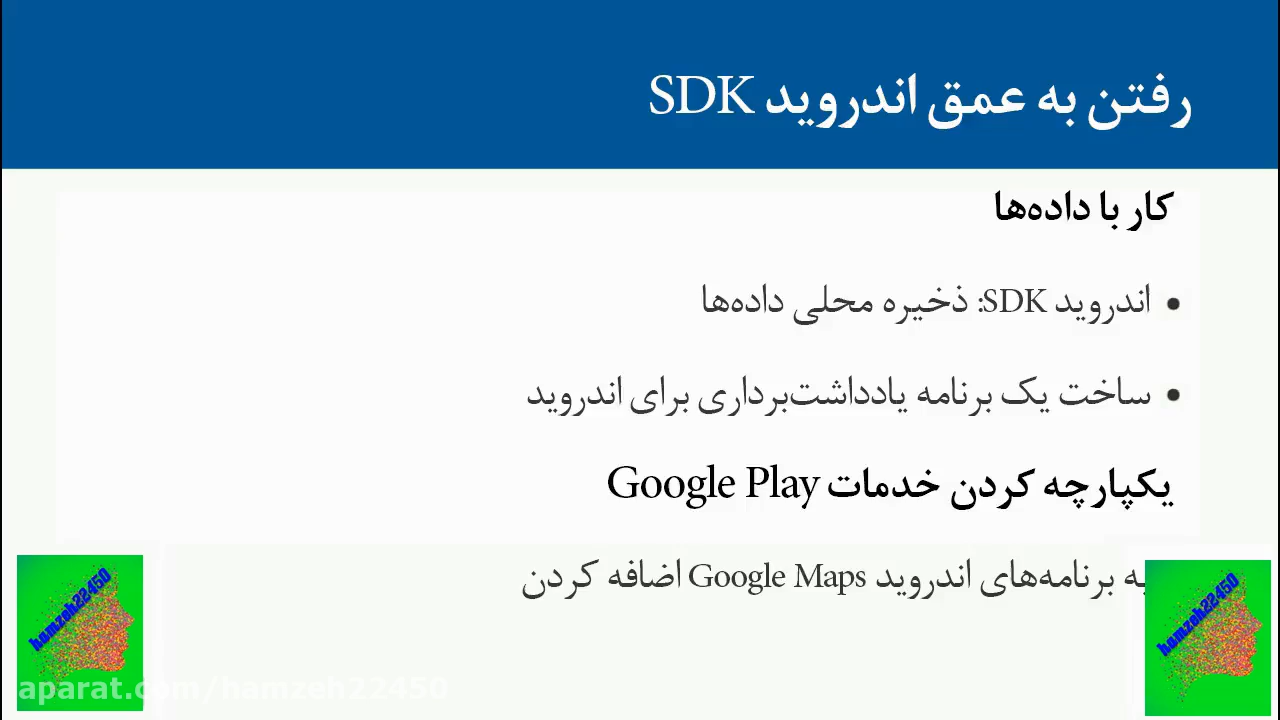 رفتن به عمق اندروید SDK
کار با داده‌ها
• اندروید SDK: ذخیره محلی داده‌ها
• ساخت یک برنامه یادداشت‌برداری برای اندروید
یکپارچه کردن خدمات Google Play
به برنامه‌های اندروید Google Maps اضافه کردن
hamzeh22450
hamzeh22450
aparat.com/hamzeh22450